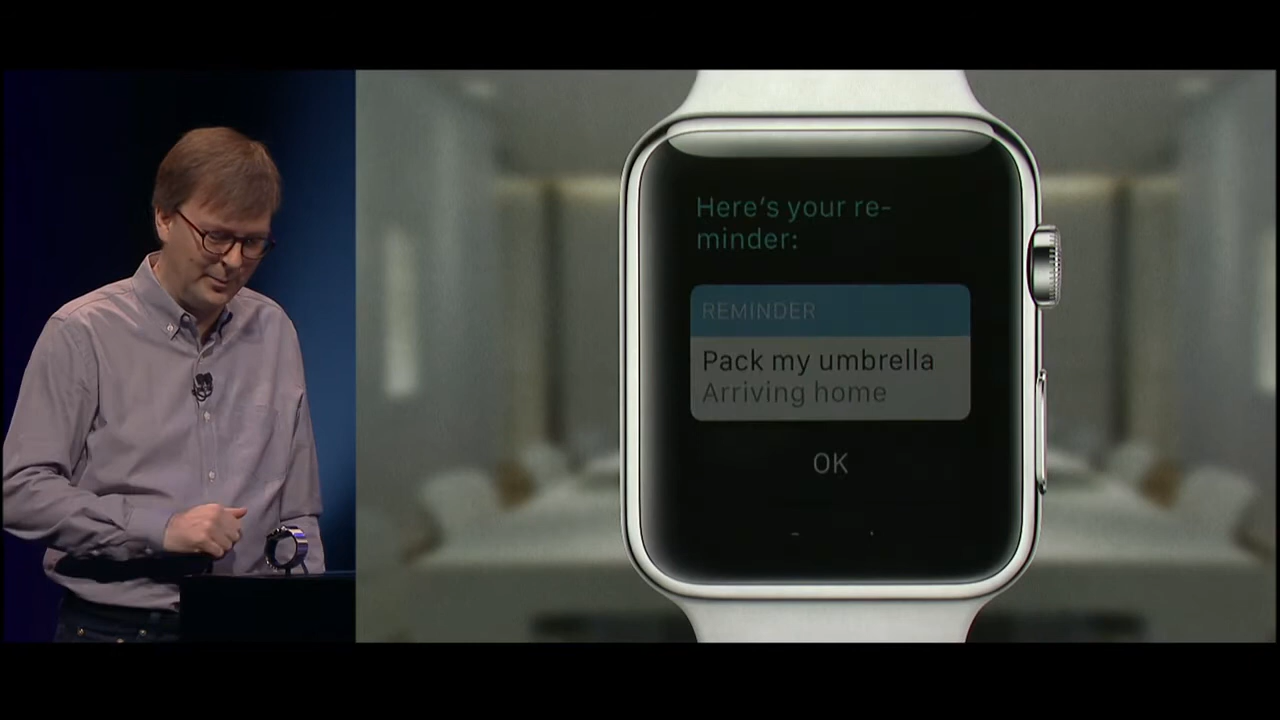 Here's your re-
minder:
REMINDER
Pack my umbrella
Arriving home
OK